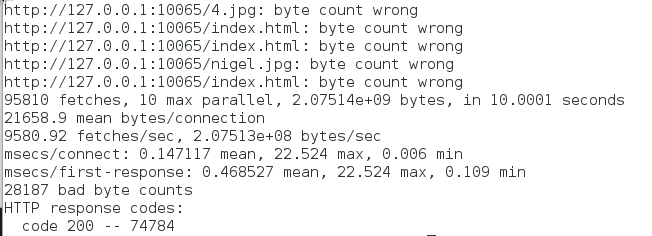 http://127.0.0.1:10065/4.jpg: byte count wrong
http://127.0.0.1:10065/index.html: byte count wrong
http://127.0.0.1:10065/index.html: byte count wrong
http://127.0.0.1:10065/nigel.jpg: byte count wrong
http://127.0.0.1:10065/index.html: byte count wrong
95810 fetches, 10 max parallel, 2.07514e+09 bytes, in 10.0001 seconds
21658.9 mean bytes/connection
9580.92 fetches/sec, 2.07513e+08 bytes/sec
msecs/connect: 0.147117 mean, 22.524 max, 0.006 min
msecs/first-response: 0.468527 mean, 22.524 max, 0.109 min
28187 bad byte counts
HTTP response codes:
  code 200 -- 74784